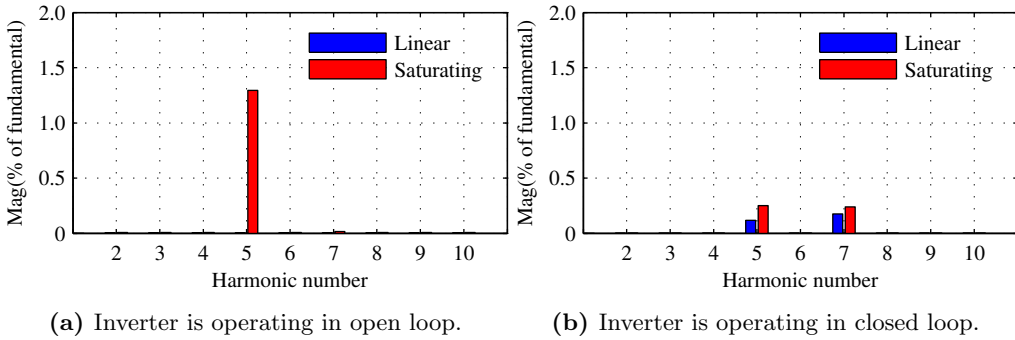 2.0
1.5
1.0
0.5
0
Mag(% of fundamental)
Linear
Saturating
2 3 4 5 6 7 8 9 10
Harmonic number
(a) Inverter is operating in open loop.
2.0
1.5
1.0
0.5
0
Mag(% of fundamental)
Linear
Saturating
2 3 4 5 6 7 8 9 10
Harmonic number
(b) Inverter is operating in closed loop.